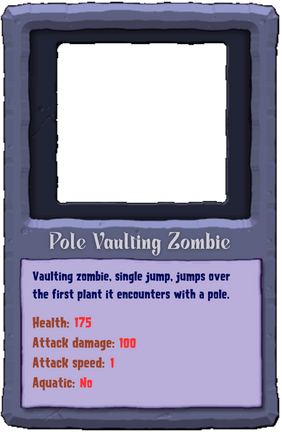 Pole Vaulting Zombie
Vaulting zombie, single jump, jumps over
the first plant it encounters with a pole.
Health: 175
Attack damage: 100
Attack speed: 1
Aquatic: No